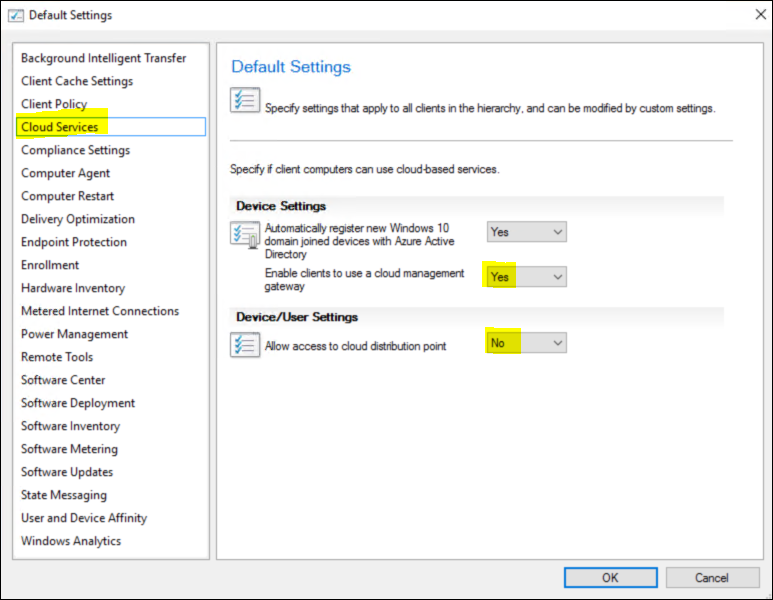 Default Settings
Background Intelligent Transfer
Client Cache Settings
Client Policy
Cloud Services
Compliance Settings
Computer Agent
Computer Restart
Delivery Optimization
Endpoint Protection
Enrollment
Hardware Inventory
Metered Internet Connections
Power Management
Remote Tools
Software Center
Software Deployment
Software Inventory
Software Metering
Software Updates
State Messaging
User and Device Affinity
Windows Analytics
Default Settings
Specify settings that apply to all clients in the hierarchy, and can be modified by custom settings.
Specify if client computers can use cloud-based services.
Device Settings
Automatically register new Windows 10
domain joined devices with Azure Active
Directory
Yes
Enable clients to use a cloud management
gateway
Yes
Device/User Settings
Allow access to cloud distribution point
No
OK
Cancel